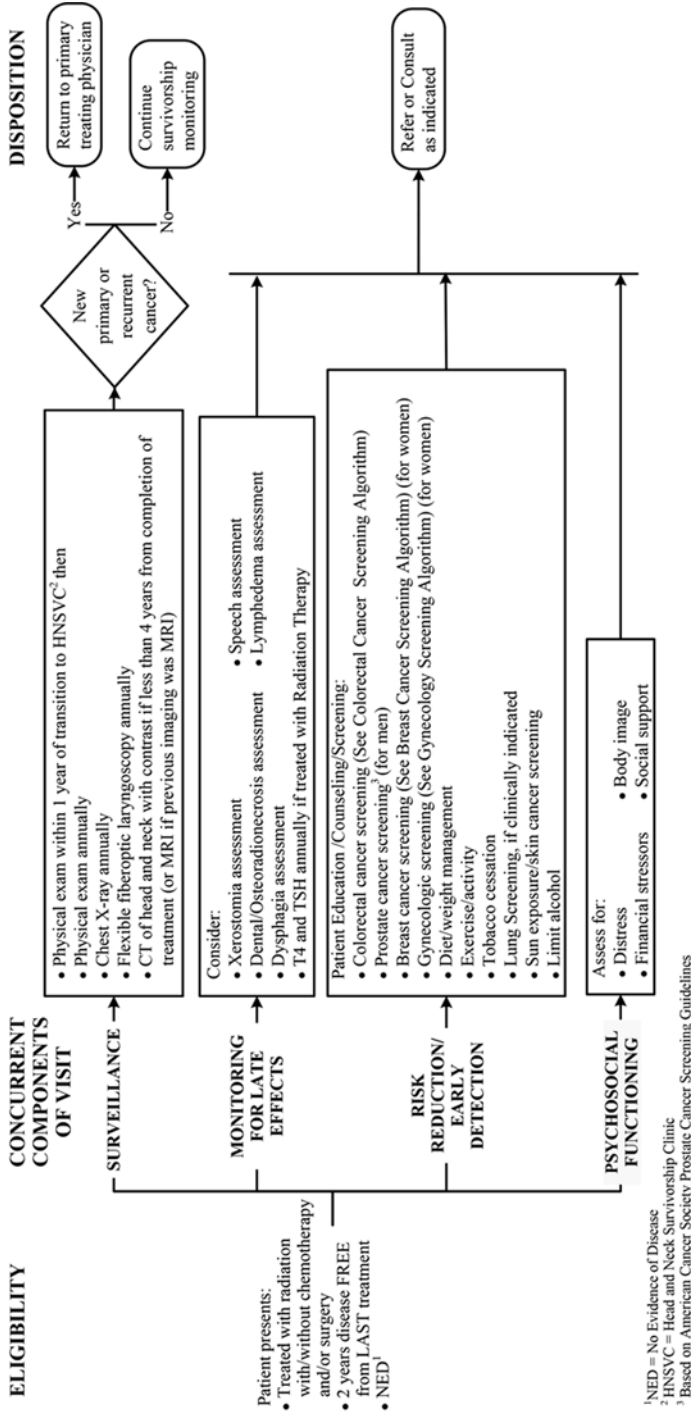 ELIGIBILITY
CONCURRENT
COMPONENTS
OF VISIT
DISPOSITION
Patient presents:
• Treated with radiation
with/without chemotherapy
and/or surgery
• 2 years disease FREE
from LAST treatment
• NED1
SURVEILLANCE
• Physical exam within 1 year of transition to HNSVC2 then
• Physical exam annually
• Chest X-ray annually
• Flexible fiberoptic laryngoscopy annually
• CT of head and neck with contrast if less than 4 years from completion of
treatment (or MRI if previous imaging was MRI)
New
primary or
recurrent
cancer?
Yes
Return to primary
treating physician
No
Continue
survivorship
monitoring
MONITORING
FOR LATE
EFFECTS
Consider:
• Xerostomia assessment
• Speech assessment
• Dental/Osteoradionecrosis assessment
• Lymphedema assessment
• Dysphagia assessment
• T4 and TSH annually if treated with Radiation Therapy
RISK
REDUCTION/
EARLY
DETECTION
Patient Education /Counseling/Screening:
• Colorectal cancer screening (See Colorectal Cancer Screening Algorithm)
• Prostate cancer screening3 (for men)
• Breast cancer screening (See Breast Cancer Screening Algorithm) (for women)
• Gynecologic screening (See Gynecology Screening Algorithm) (for women)
• Diet/weight management
• Exercise/activity
• Tobacco cessation
• Lung Screening, if clinically indicated
• Sun exposure/skin cancer screening
• Limit alcohol
Refer or Consult
as indicated
PSYCHOSOCIAL
FUNCTIONING
Assess for:
• Distress
• Body image
• Financial stressors
• Social support
1 NED = No Evidence of Disease
2 HNSVC = Head and Neck Survivorship Clinic
3 Based on American Cancer Society Prostate Cancer Screening Guidelines